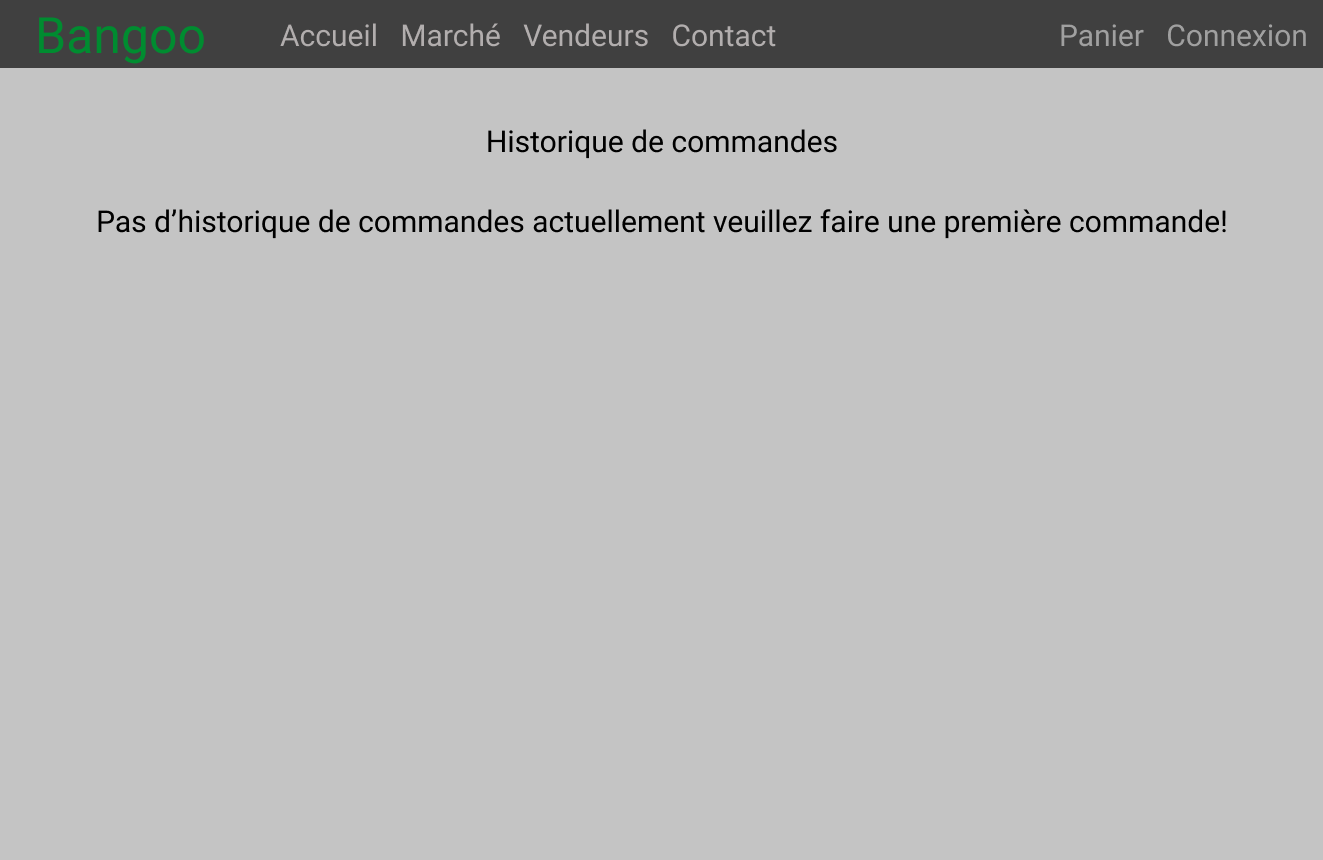 Bangoo Accueil Marché Vendeurs Contact Panier Connexion
Historique de commandes
Pas d’historique de commandes actuellement veuillez faire une première commande!